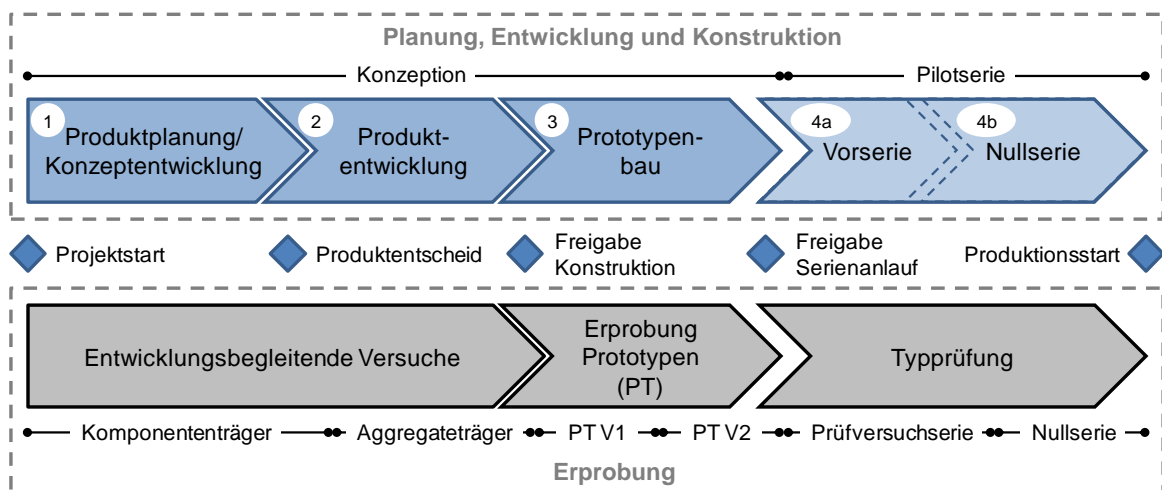 Planung, Entwicklung und Konstruktion
Konzeption
Pilotserie
1
Produktplanung/
Konzeptentwicklung
2
Produkt-
entwicklung
3
Prototypen-
bau
4a
Vorserie
4b
Nullserie
Projektstart
Produktentscheid
Freigabe
Konstruktion
Freigabe
Serienanlauf
Produktionsstart
Entwicklungsbegleitende Versuche
Erprobung
Prototypen
(PT)
Typprüfung
Komponententräger
Aggregateträger
PT V1
PT V2
Prüfversuchserie
Nullserie
Erprobung